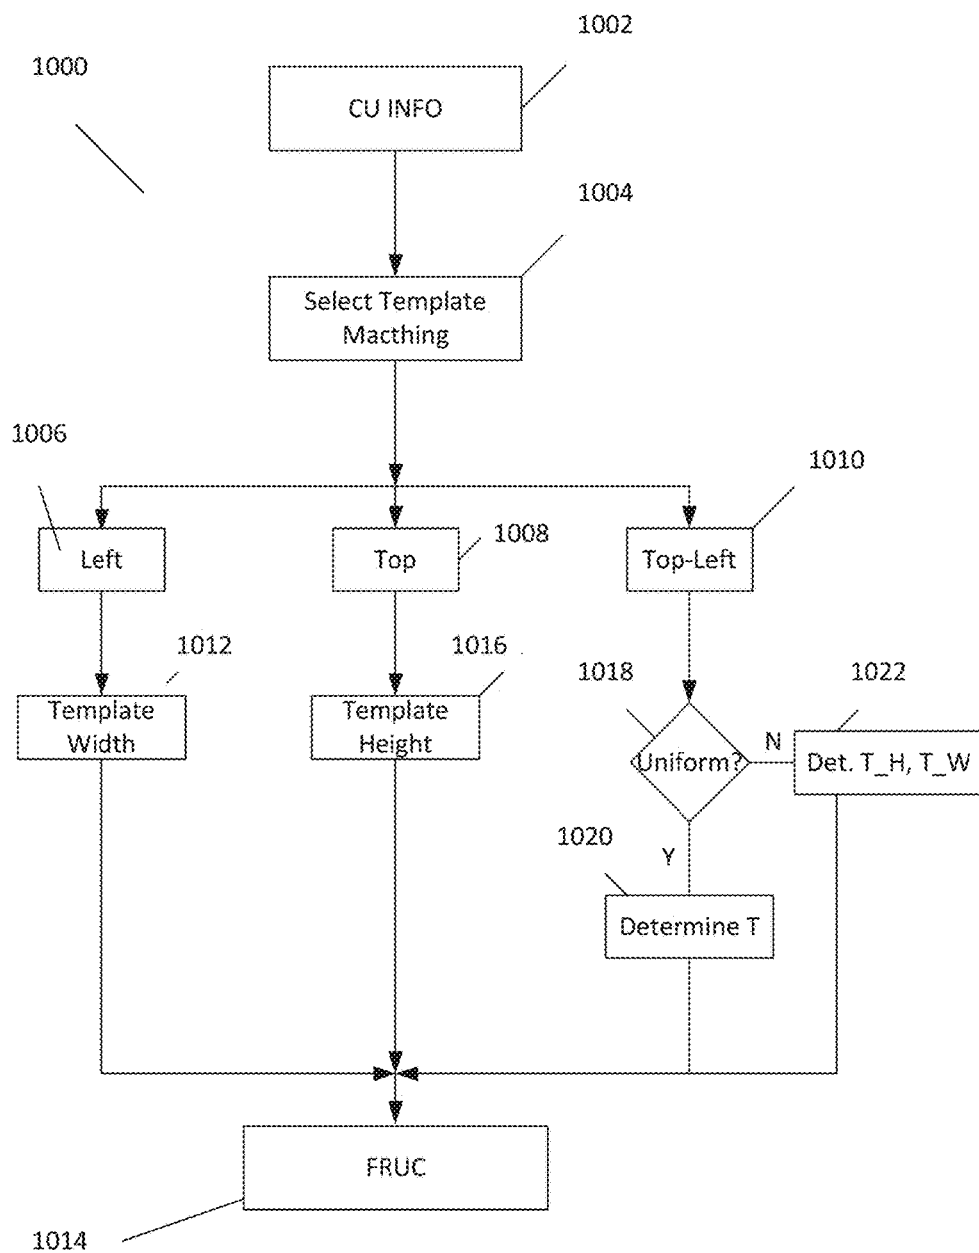 1002
1000
CU INFO
1004
Select Template
Macthing
1006
1010
1008
Left
Top
Top-Left
1012
1016
1018
1022
Template
Width
Template
Height
Uniform?
N
Det. T_H, T_W
1020
Y
Determine T
FRUC
1014